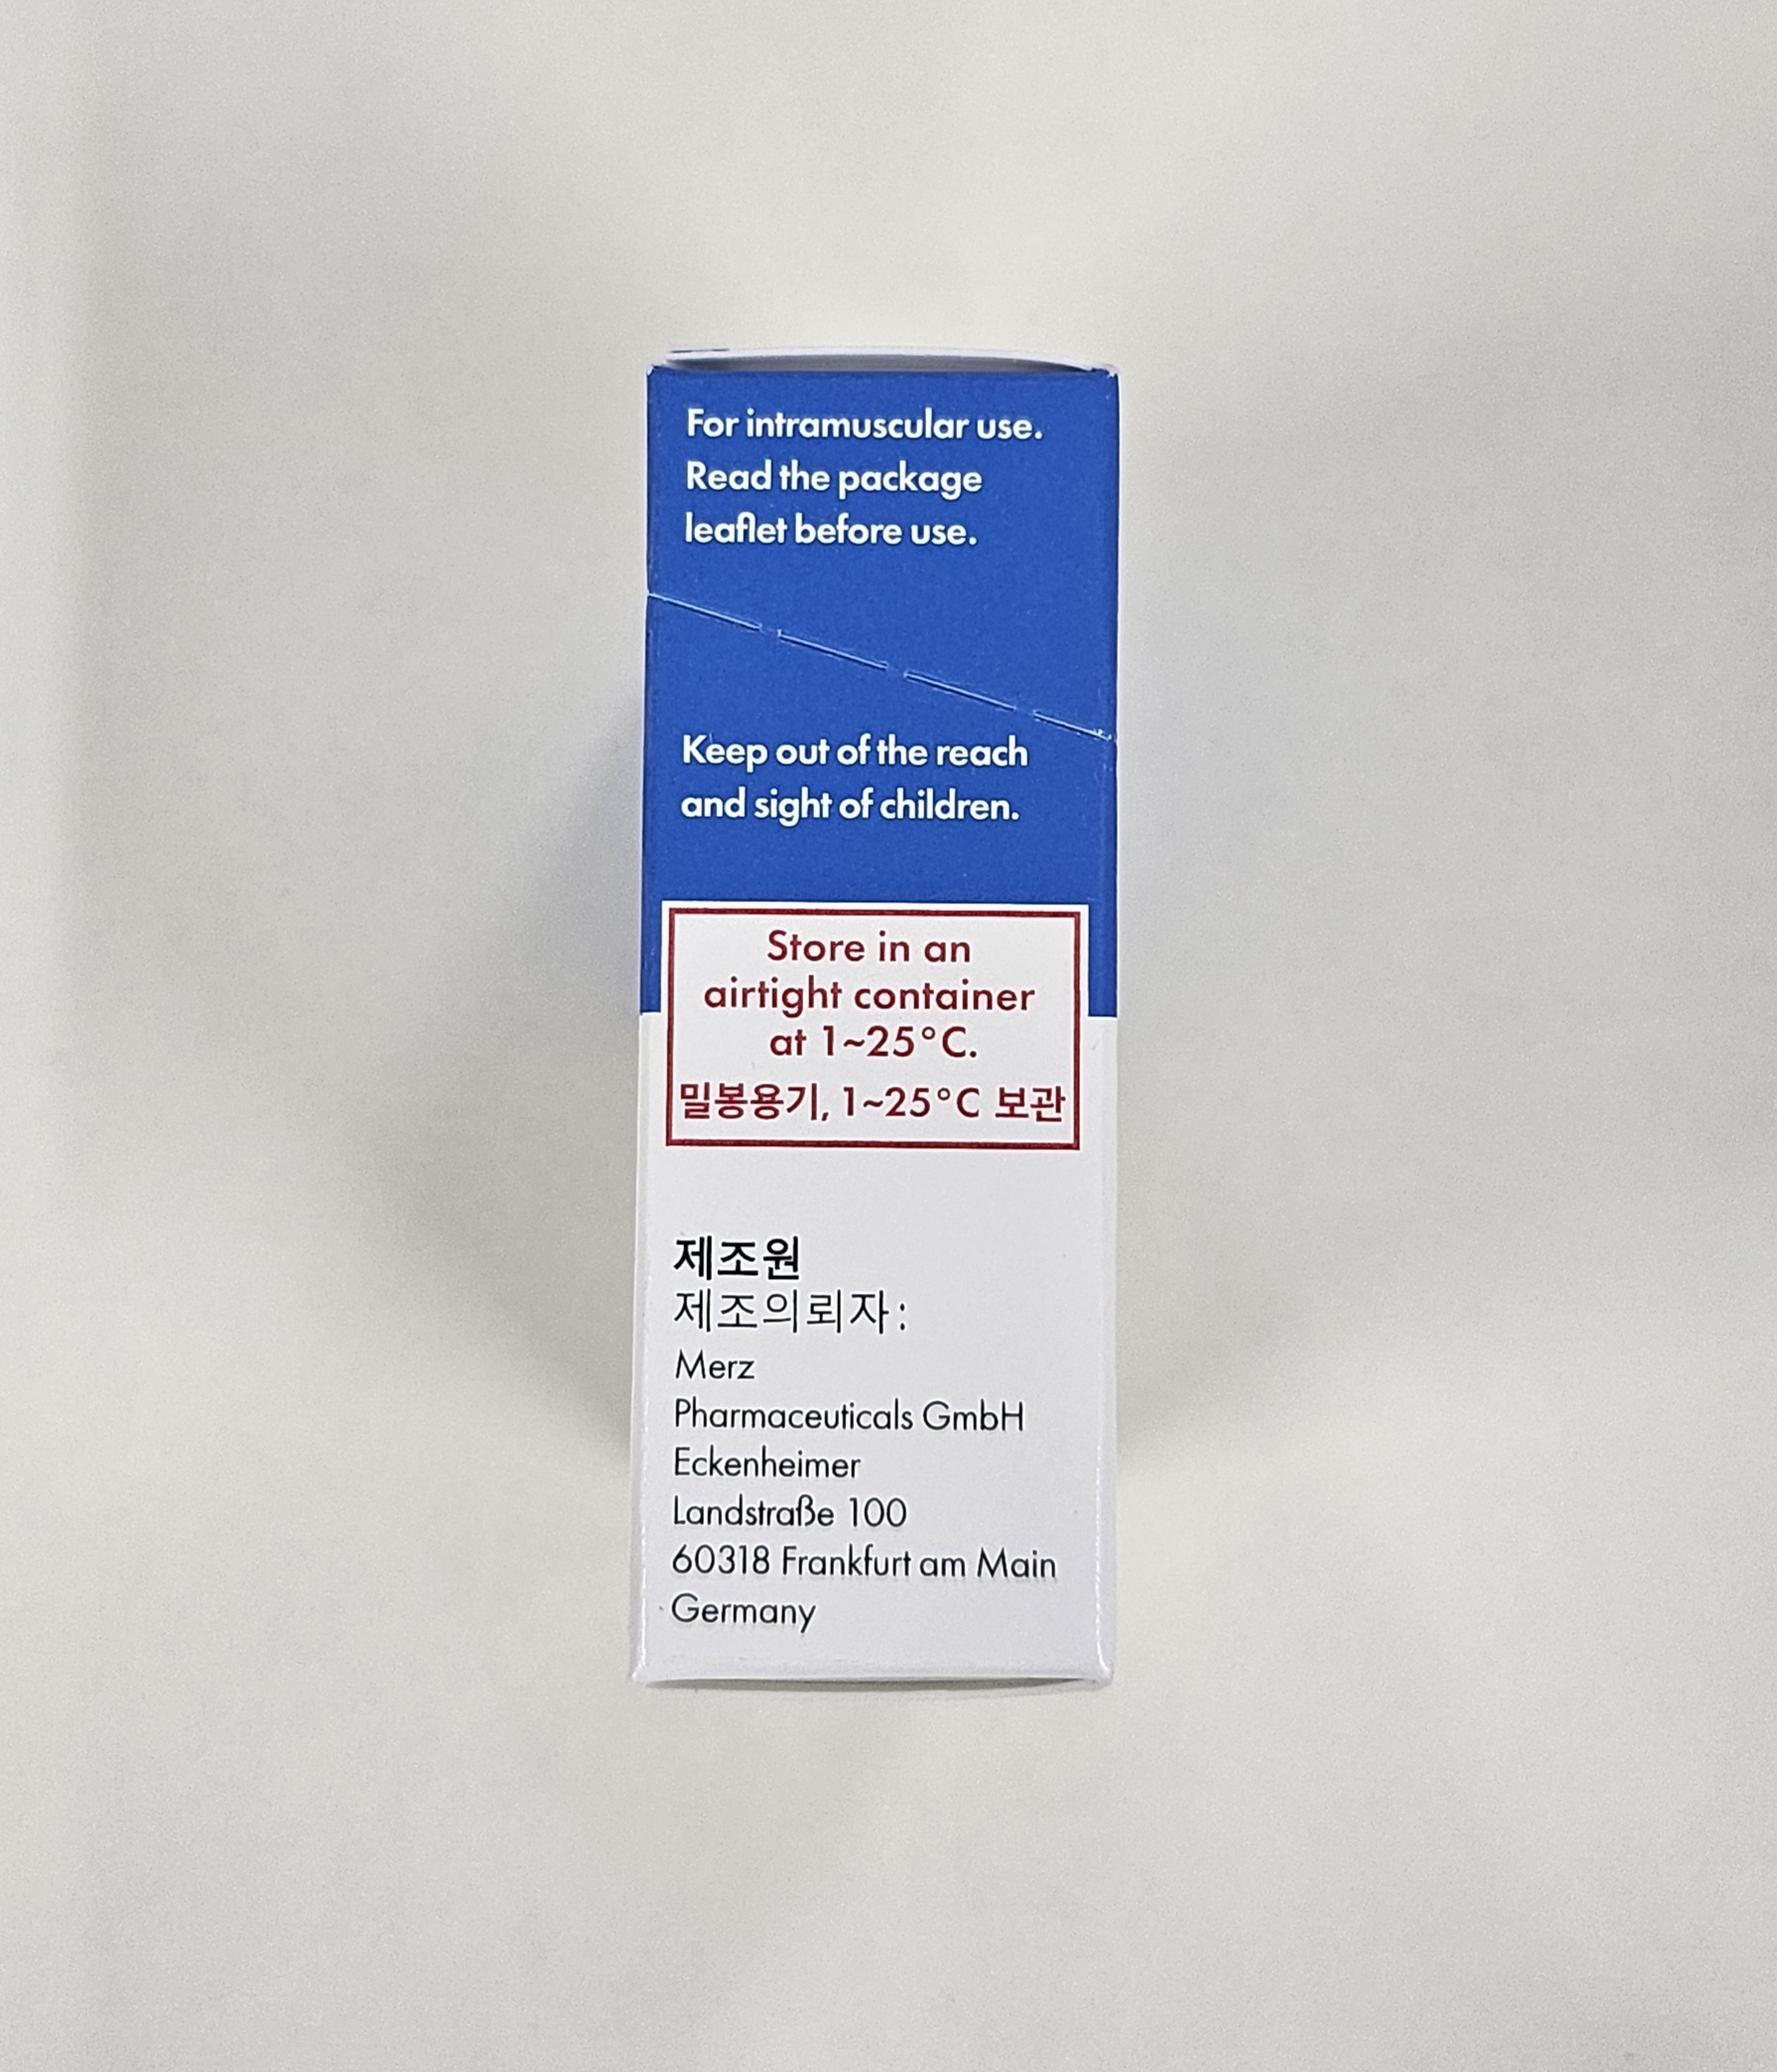 For intramuscular use.
Read the package
leaflet before use.
Keep out of the reach
and sight of children.
Store in an
airtight container
at 1~25°C.
밀봉용기, 1~25°C 보관
제조원
제조의뢰자:
Merz
Pharmaceuticals GmbH
Eckenheimer
Landstraße 100
60318 Frankfurt am Main
Germany